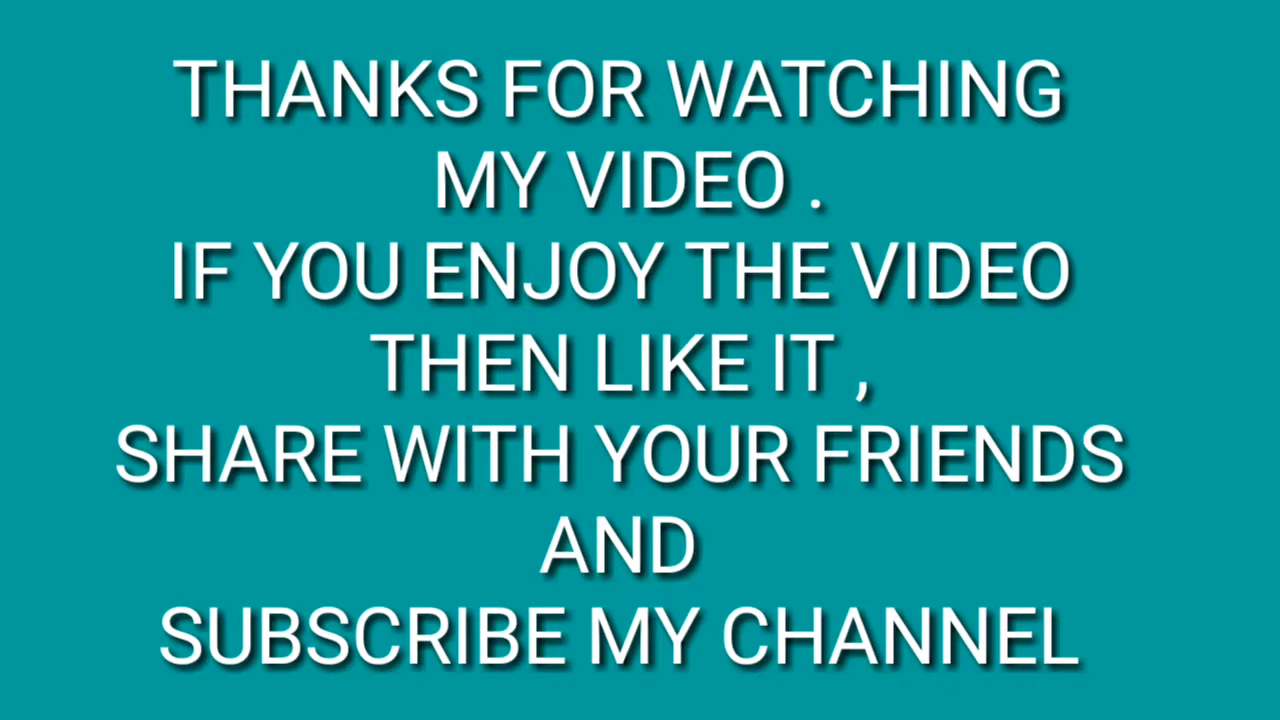 THANKS FOR WATCHING
MY VIDEO .
IF YOU ENJOY THE VIDEO
THEN LIKE IT ,
SHARE WITH YOUR FRIENDS
AND
SUBSCRIBE MY CHANNEL